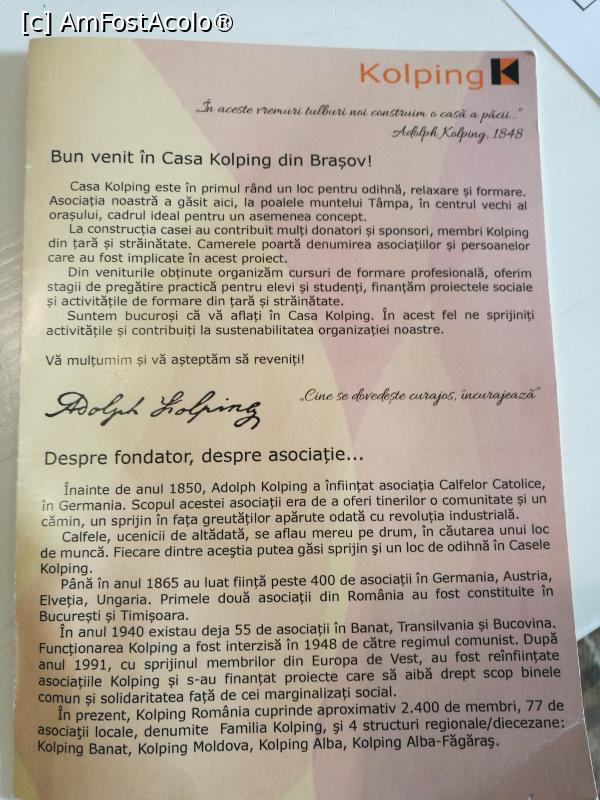 [c] AmFostAcolo®
Kolping K
„În aceste vremuri tulburi noi construim o casă a păcii...”
Adolph Kolping, 1848
Bun venit în Casa Kolping din Brașov!
Casa Kolping este în primul rând un loc pentru odihnă, relaxare și formare.
Asociația noastră a găsit aici, la poalele muntelui Tâmpa, în centrul vechi al
orașului, cadrul ideal pentru un asemenea concept.
La construcția casei au contribuit mulți donatori și sponsori, membri Kolping
din țară și străinătate. Camerele poartă denumirea asociațiilor și persoanelor
care au fost implicate în acest proiect.
Din veniturile obținute organizăm cursuri de formare profesională, oferim
stagii de pregătire practică pentru elevi și studenți, finanțăm proiectele sociale
și activitățile de formare din țară și străinătate.
Suntem bucuroși că vă aflați în Casa Kolping. În acest fel ne sprijiniți
activitățile și contribuiți la sustenabilitatea organizației noastre.
Vă mulțumim și vă așteptăm să reveniți!
Adolph Kolping
„Cine se dovedește curajos, încurajează”
Despre fondator, despre asociație...
Înainte de anul 1850, Adolph Kolping a înființat asociația Calfelor Catolice,
în Germania. Scopul acestei asociații era de a oferi tinerilor o comunitate și un
cămin, un sprijin în fața greutăților apărute odată cu revoluția industrială.
Calfele, ucenicii de altădată, se aflau mereu pe drum, în căutarea unui loc
de muncă. Fiecare dintre aceştia putea găsi sprijin şi un loc de odihnă în Casele
Kolping.
Până în anul 1865 au luat ființă peste 400 de asociații în Germania, Austria,
Elveția, Ungaria. Primele două asociații din România au fost constituite în
București și Timișoara.
În anul 1940 existau deja 55 de asociații în Banat, Transilvania și Bucovina.
Funcționarea Kolping a fost interzisă în 1948 de către regimul comunist. După
anul 1991, cu sprijinul membrilor din Europa de Vest, au fost reînființate
asociațiile Kolping și s-au finanțat proiecte care să aibă drept scop binele
comun și solidaritatea față de cei marginalizați social.
În prezent, Kolping România cuprinde aproximativ 2.400 de membri, 77 de
asociaţii locale, denumite Familia Kolping, şi 4 structuri regionale/diecezane:
Kolping Banat, Kolping Moldova, Kolping Alba, Kolping Alba-Făgăraş.